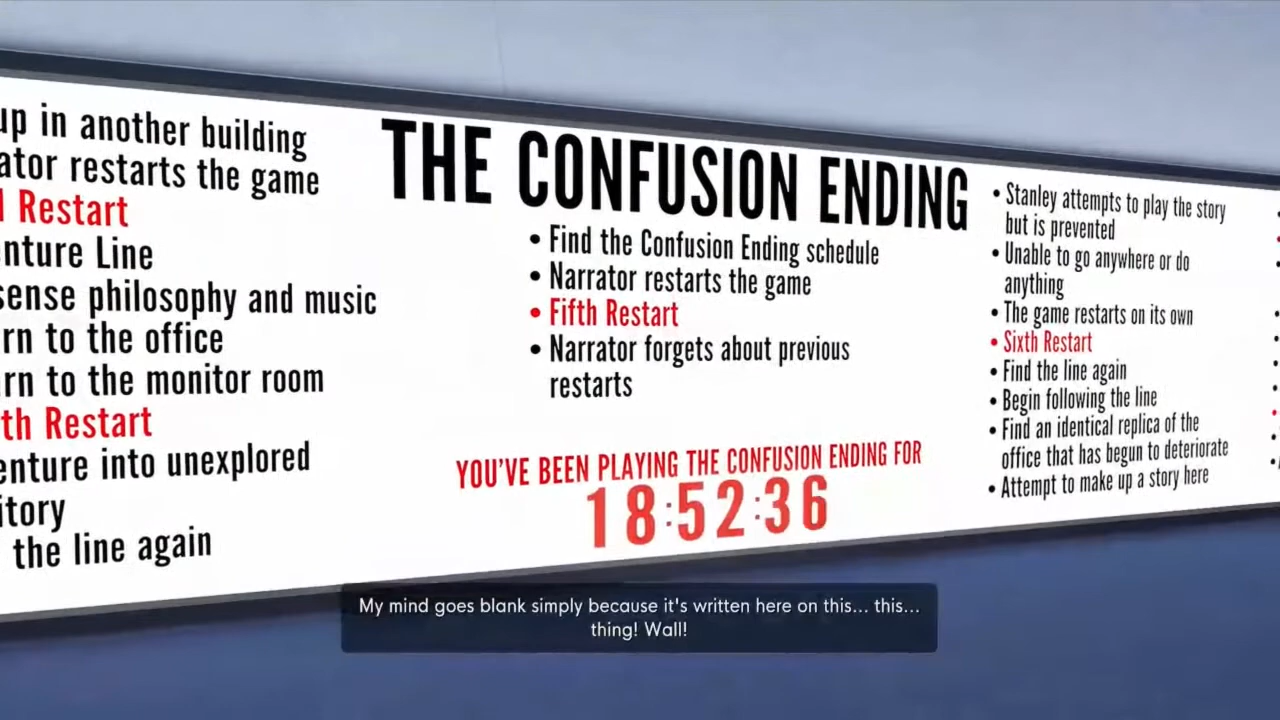 up in another building
ator restarts the game
Restart
enture Line
sense philosophy and music
rn to the office
rn to the monitor room
th Restart
enture into unexplored
itory
the line again
THE CONFUSION ENDING
• Find the Confusion Ending schedule
• Narrator restarts the game
• Fifth Restart
• Narrator forgets about previous
restarts
YOU'VE BEEN PLAYING THE CONFUSION ENDING FOR
18:52:36
• Stanley attempts to play the story
but is prevented
• Unable to go anywhere or do
anything
• The game restarts on its own
• Sixth Restart
• Find the line again
• Begin following the line
• Find an identical replica of the
office that has begun to deteriorate
• Attempt to make up a story here
My mind goes blank simply because it's written here on this... this...
thing! Wall!